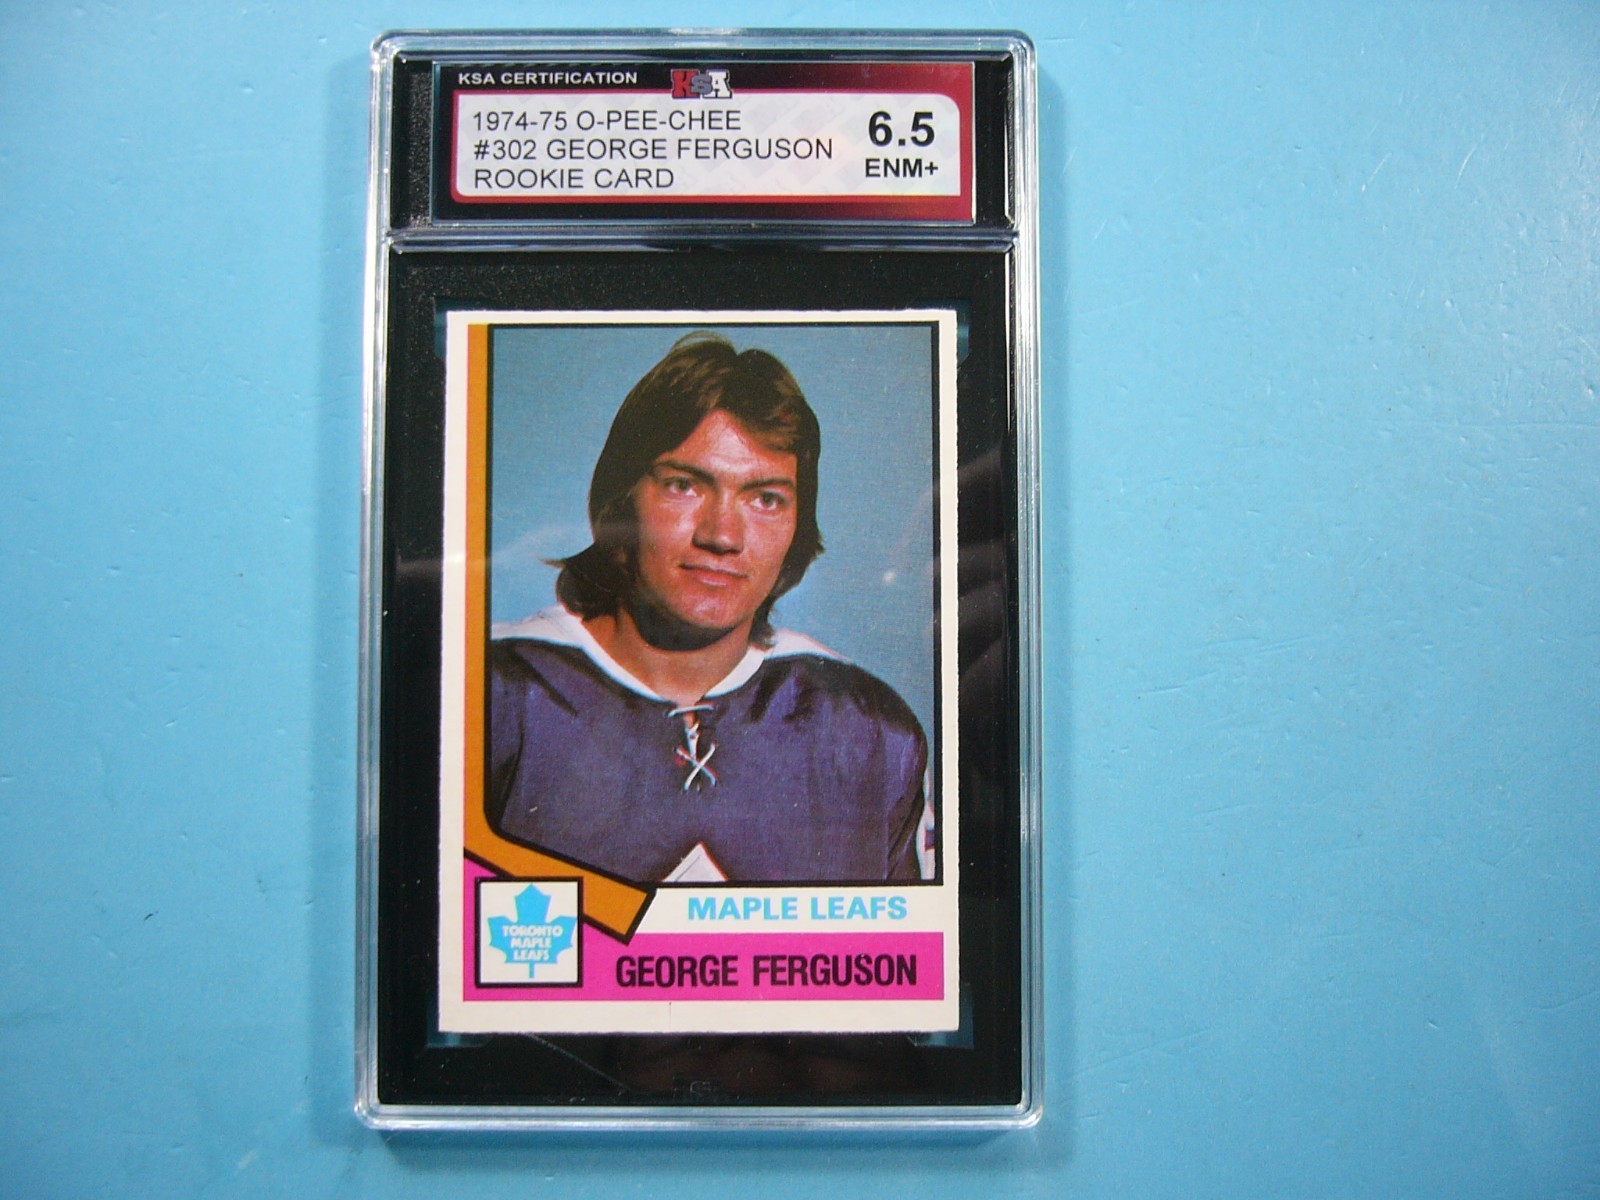 KSA CERTIFICATION
KSA
1974-75 O-PEE-CHEE
#302 GEORGE FERGUSON
ROOKIE CARD
6.5
ENM+
MAPLE LEAFS
TORONTO
MAPLE
LEAFS
GEORGE FERGUSON